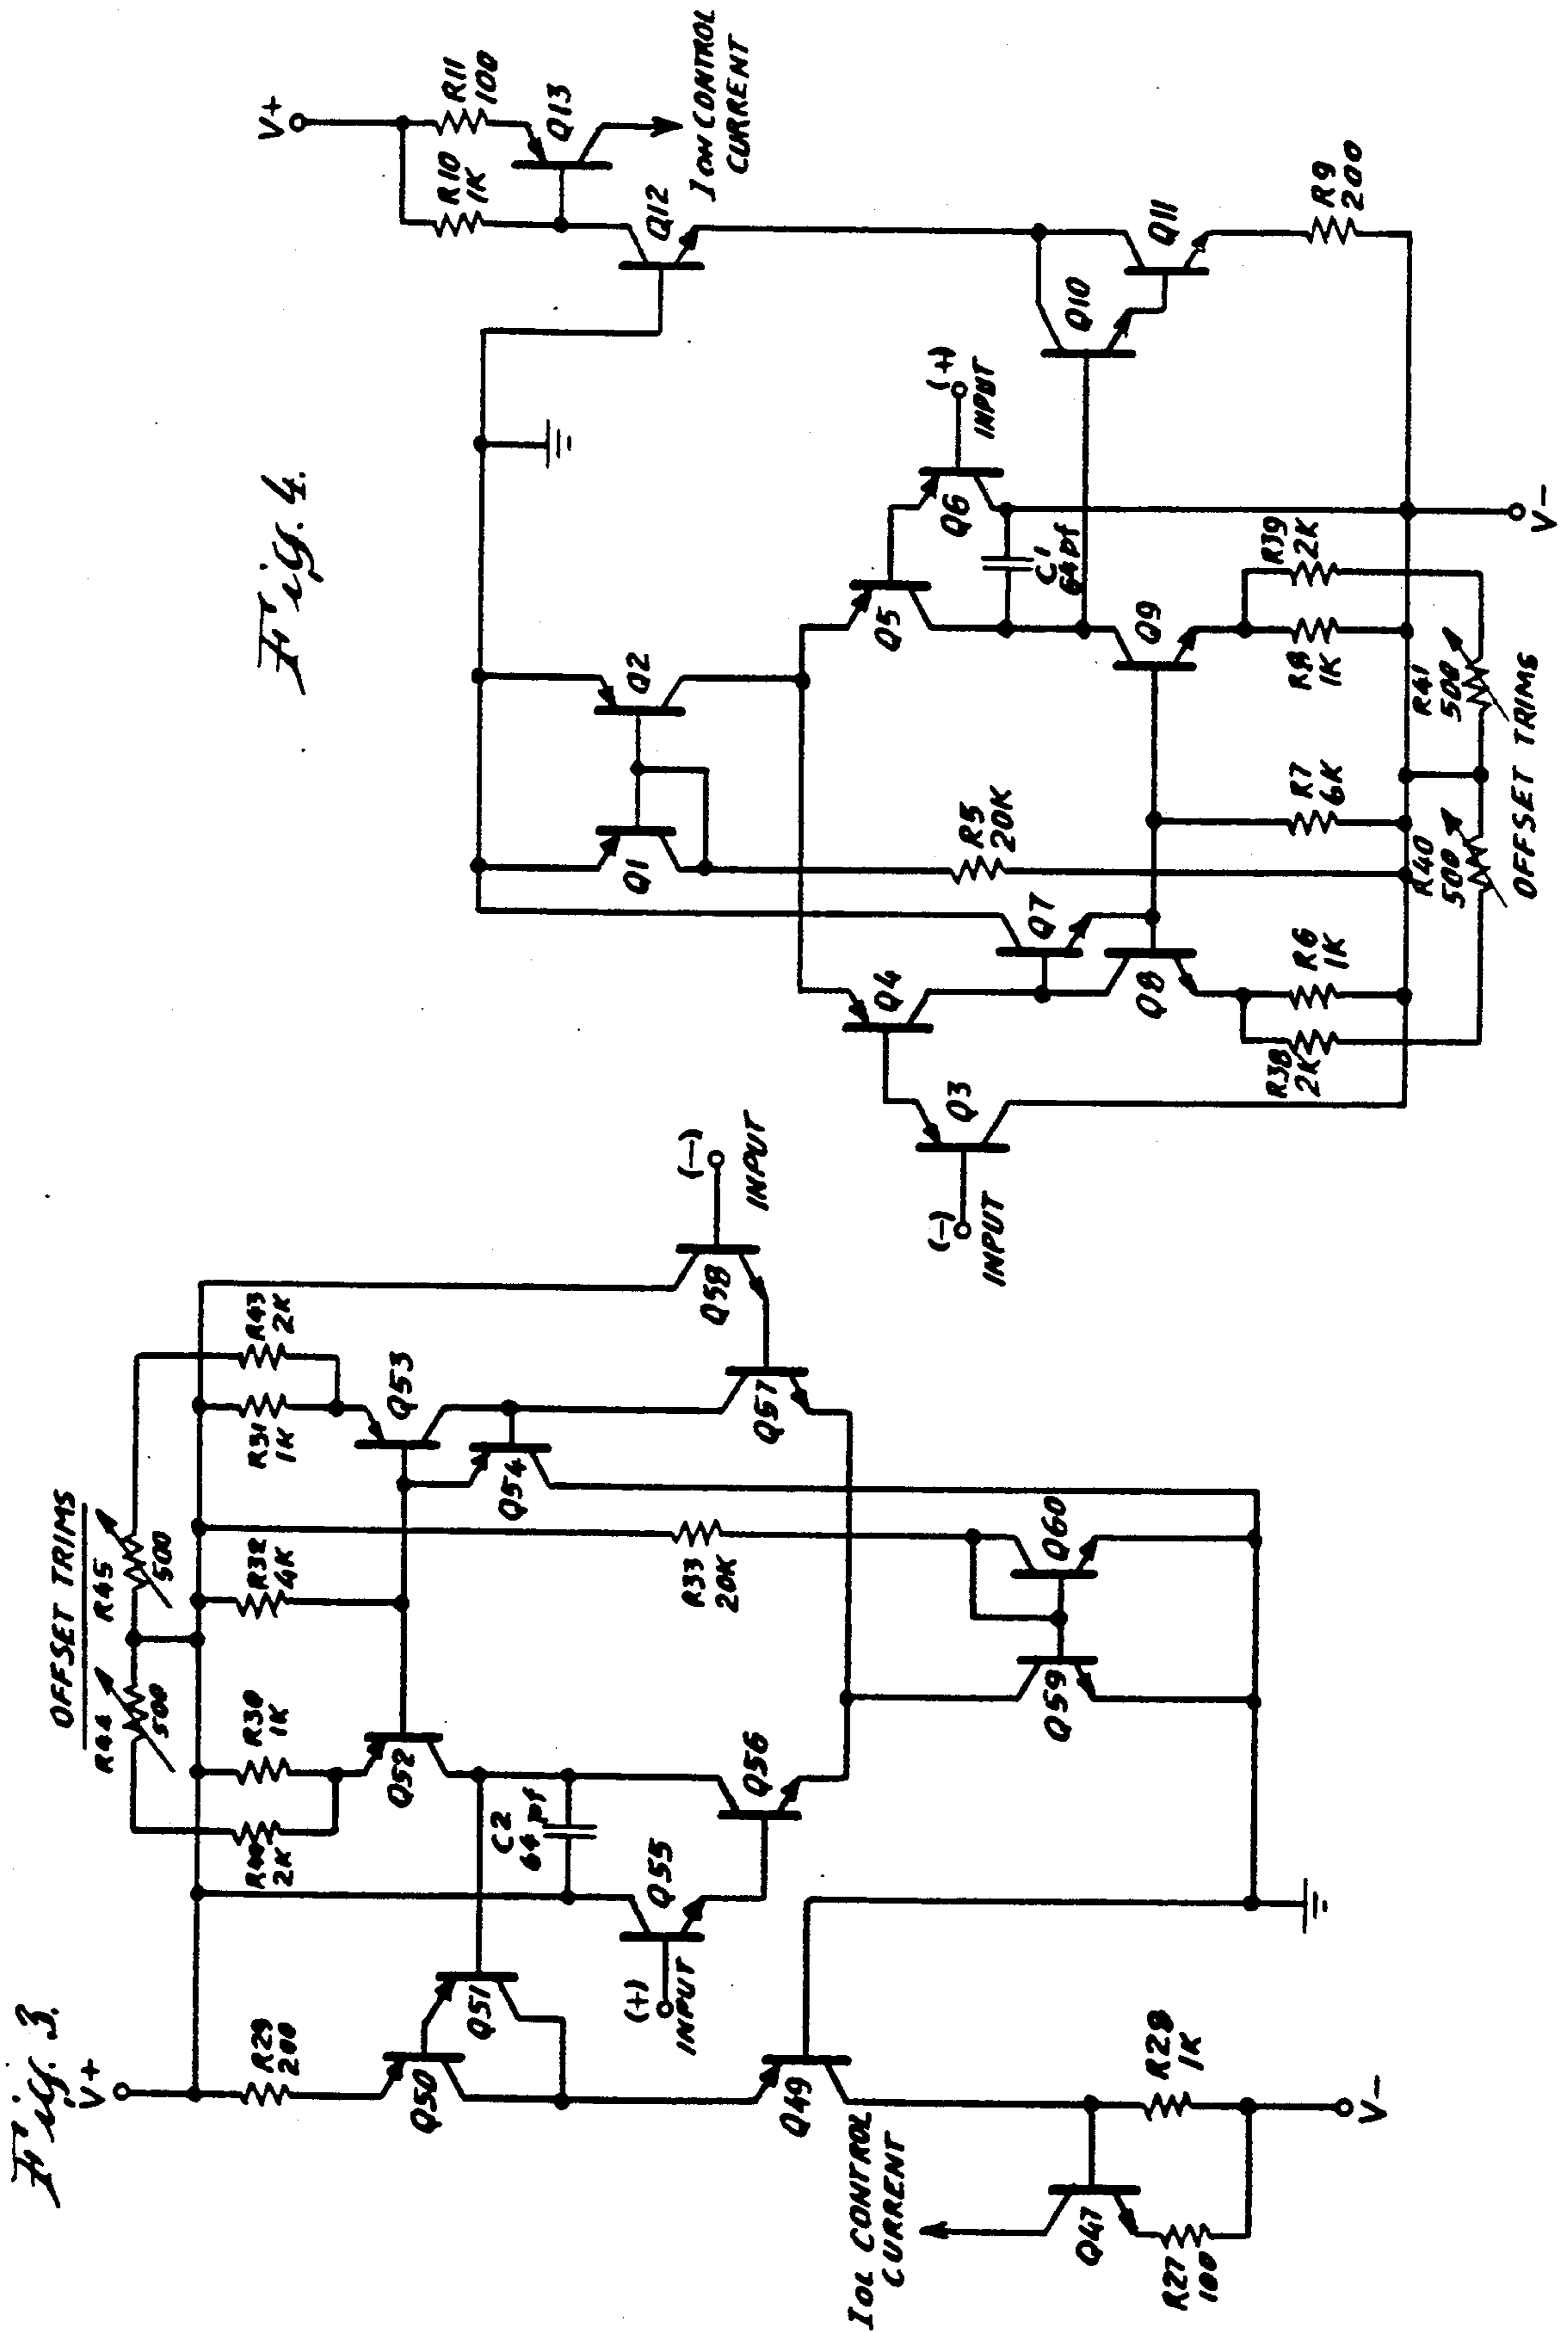 Fig. 3.
V+
OFFSET TRIMS
R44
500
R45
500
R29
200
2K
R30
1K
R32
4K
R31
1K
R43
2K
Q50
Q51
Q52
Q53
Q54
C2
64 pf
Q55
(+)
INPUT
Q56
Q57
Q58
(-)
INPUT
R33
20K
Q59
Q60
Q49
IOL CONTROL
CURRENT
Q47
R27
100
R28
1K
V-
Fig. 4.
V+
R10
1K
R11
100
Q13
Q12
ION CONTROL
CURRENT
Q1
Q2
Q3
(-)
INPUT
Q4
Q5
Q6
(+)
INPUT
Q7
R5
20K
C1
64 pf
Q8
Q9
Q10
Q11
R38
2K
R6
1K
R7
6K
R8
1K
R39
2K
R9
200
R40
500
R41
500
OFFSET TRIMS
V-